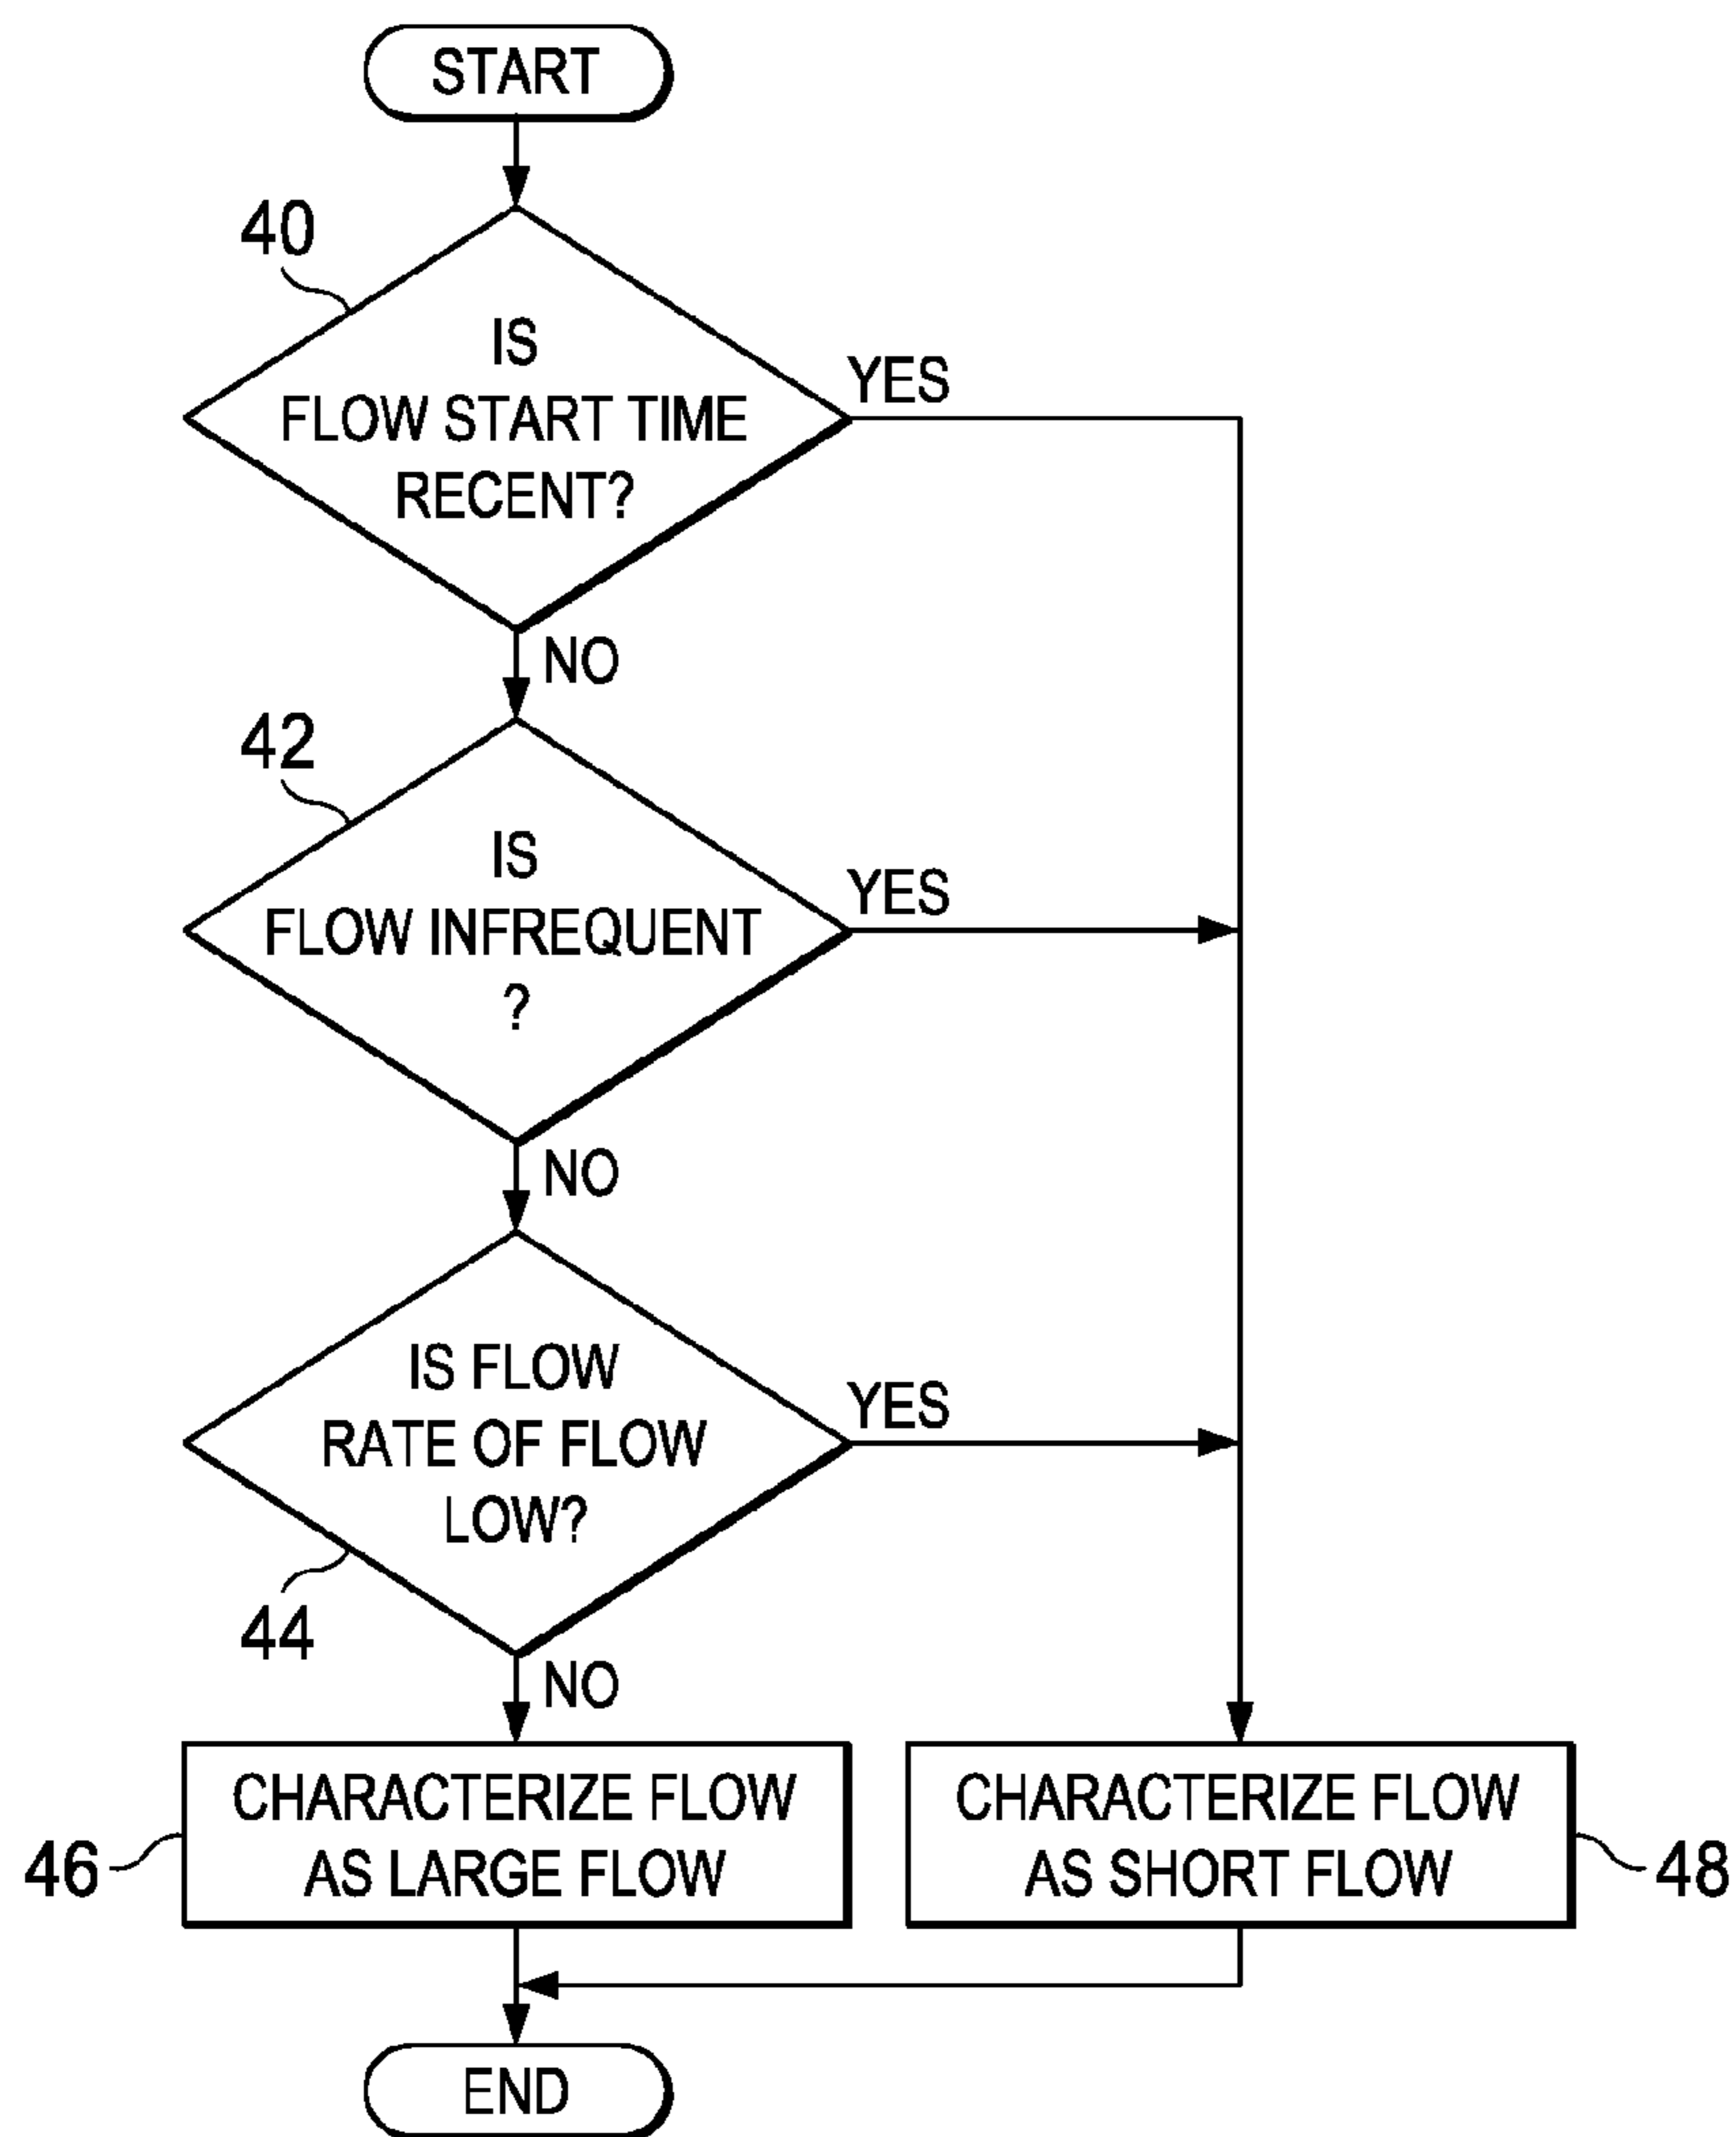 START
40
IS
FLOW START TIME
RECENT?
YES
NO
42
IS
FLOW INFREQUENT
?
YES
NO
IS FLOW
RATE OF FLOW
LOW?
YES
44
NO
CHARACTERIZE FLOW
AS LARGE FLOW
46
CHARACTERIZE FLOW
AS SHORT FLOW
48
END